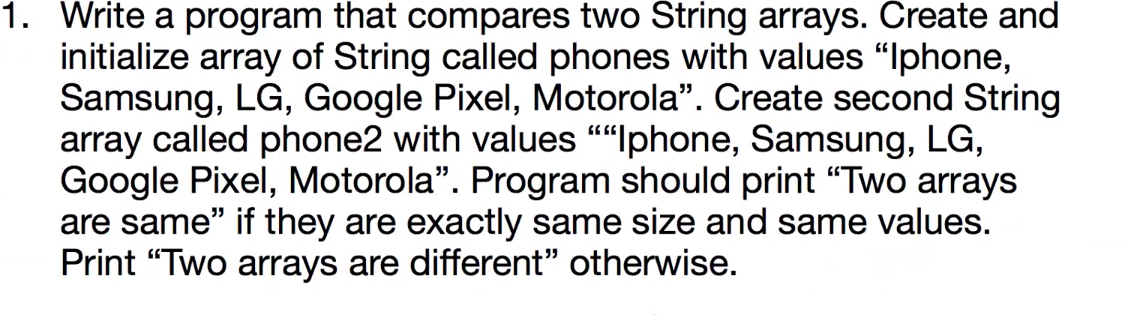 1. Write a program that compares two String arrays. Create and
initialize array of String called phones with values “Iphone,
Samsung, LG, Google Pixel, Motorola”. Create second String
array called phone2 with values ““Iphone, Samsung, LG,
Google Pixel, Motorola”. Program should print “Two arrays
are same” if they are exactly same size and same values.
Print “Two arrays are different” otherwise.